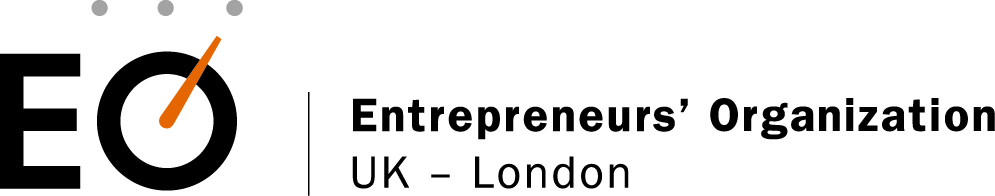 EO
Entrepreneurs’ Organization
UK – London